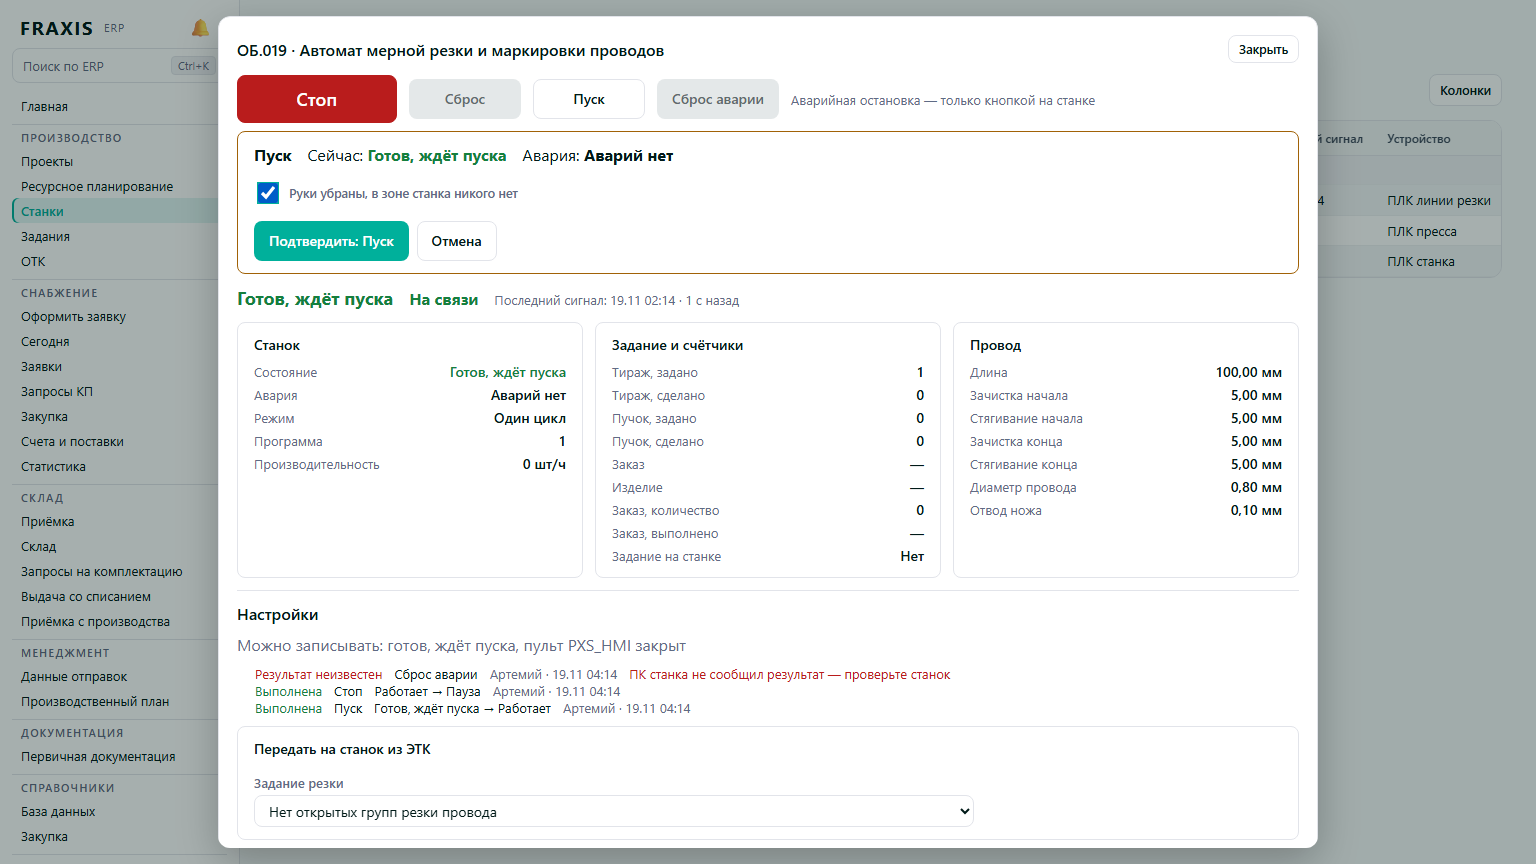 FRAXIS ERP
Поиск по ERP Ctrl+K
Главная
ПРОИЗВОДСТВО
Проекты
Ресурсное планирование
Станки
Задания
ОТК
СНАБЖЕНИЕ
Оформить заявку
Сегодня
Заявки
Запросы КП
Закупка
Счета и поставки
Статистика
СКЛАД
Приёмка
Склад
Запросы на комплектацию
Выдача со списанием
Приёмка с производства
МЕНЕДЖМЕНТ
Данные отправок
Производственный план
ДОКУМЕНТАЦИЯ
Первичная документация
СПРАВОЧНИКИ
База данных
Закупка
ОБ.019 · Автомат мерной резки и маркировки проводов
Закрыть
Стоп Сброс Пуск Сброс аварии Аварийная остановка — только кнопкой на станке
Пуск Сейчас: Готов, ждёт пуска Авария: Аварий нет
Руки убраны, в зоне станка никого нет
Подтвердить: Пуск Отмена
Готов, ждёт пуска На связи Последний сигнал: 19.11 02:14 · 1 с назад
Станок
Состояние Готов, ждёт пуска
Авария Аварий нет
Режим Один цикл
Программа 1
Производительность 0 шт/ч
Задание и счётчики
Тираж, задано 1
Тираж, сделано 0
Пучок, задано 0
Пучок, сделано 0
Заказ —
Изделие —
Заказ, количество 0
Заказ, выполнено —
Задание на станке Нет
Провод
Длина 100,00 мм
Зачистка начала 5,00 мм
Стягивание начала 5,00 мм
Зачистка конца 5,00 мм
Стягивание конца 5,00 мм
Диаметр провода 0,80 мм
Отвод ножа 0,10 мм
Настройки
Можно записывать: готов, ждёт пуска, пульт PXS_HMI закрыт
Результат неизвестен Сброс аварии Артемий · 19.11 04:14 ПК станка не сообщил результат — проверьте станок
Выполнена Стоп Работает → Пауза Артемий · 19.11 04:14
Выполнена Пуск Готов, ждёт пуска → Работает Артемий · 19.11 04:14
Передать на станок из ЭТК
Задание резки
Нет открытых групп резки провода
Колонки
сигнал Устройство
4 ПЛК линии резки
ПЛК пресса
ПЛК станка